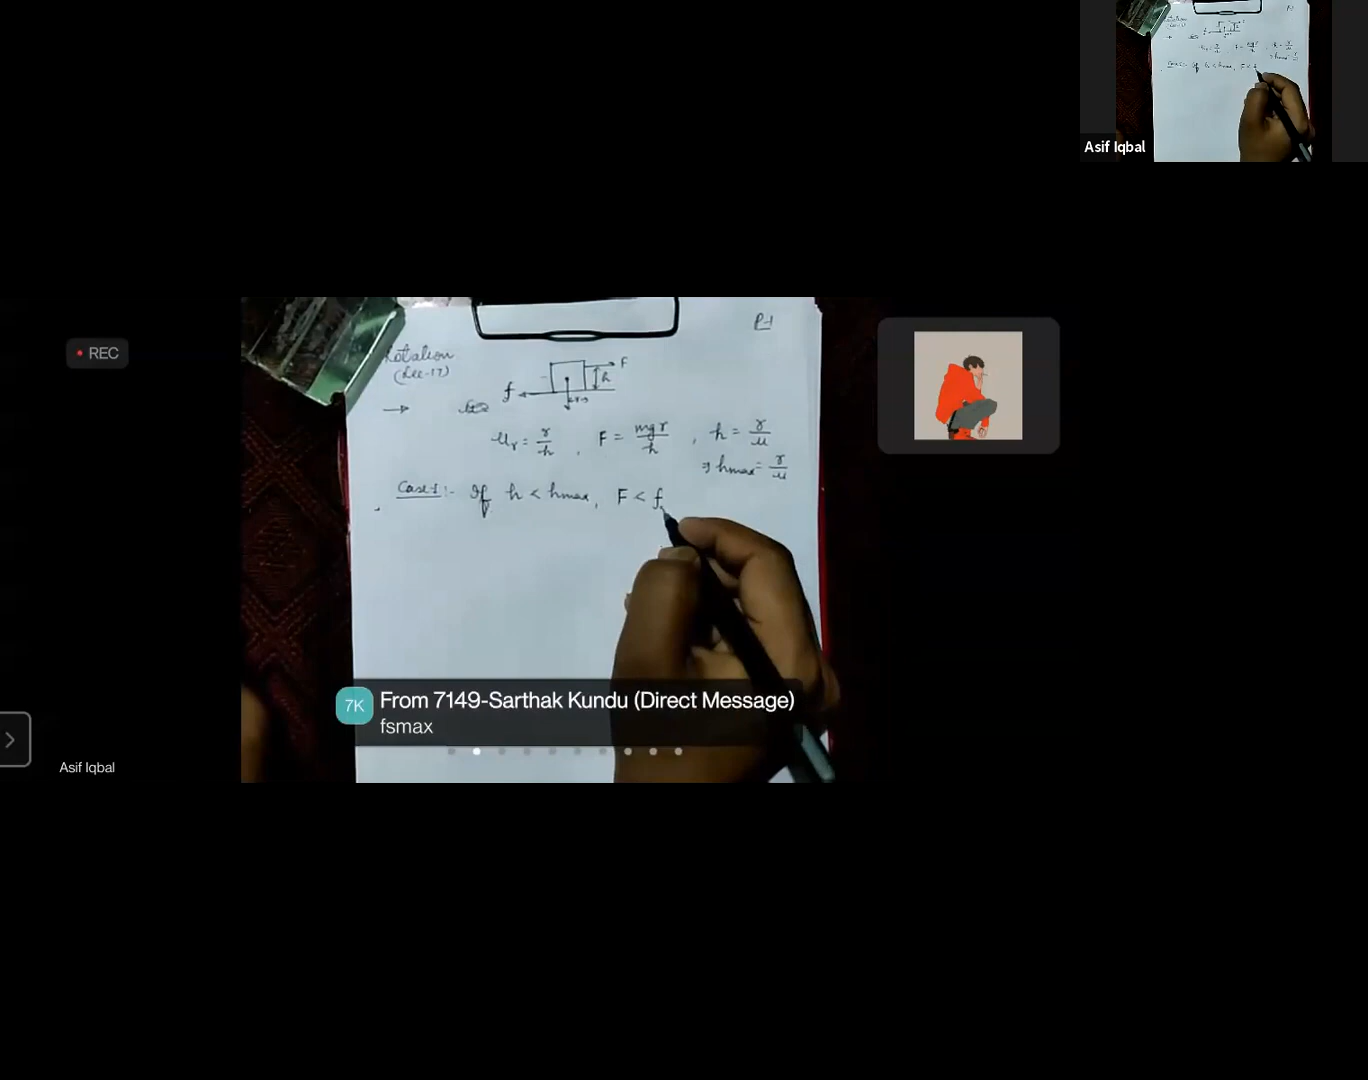 Asif Iqbal
REC
P-1
Rotation
(Lec-17)
F
h
f
μr = r/h , F = mgr/h , h = r/μ
⇒ hmax = r/μ
Case-I:- If h < hmax, F < f
7K From 7149-Sarthak Kundu (Direct Message)
fsmax
Asif Iqbal